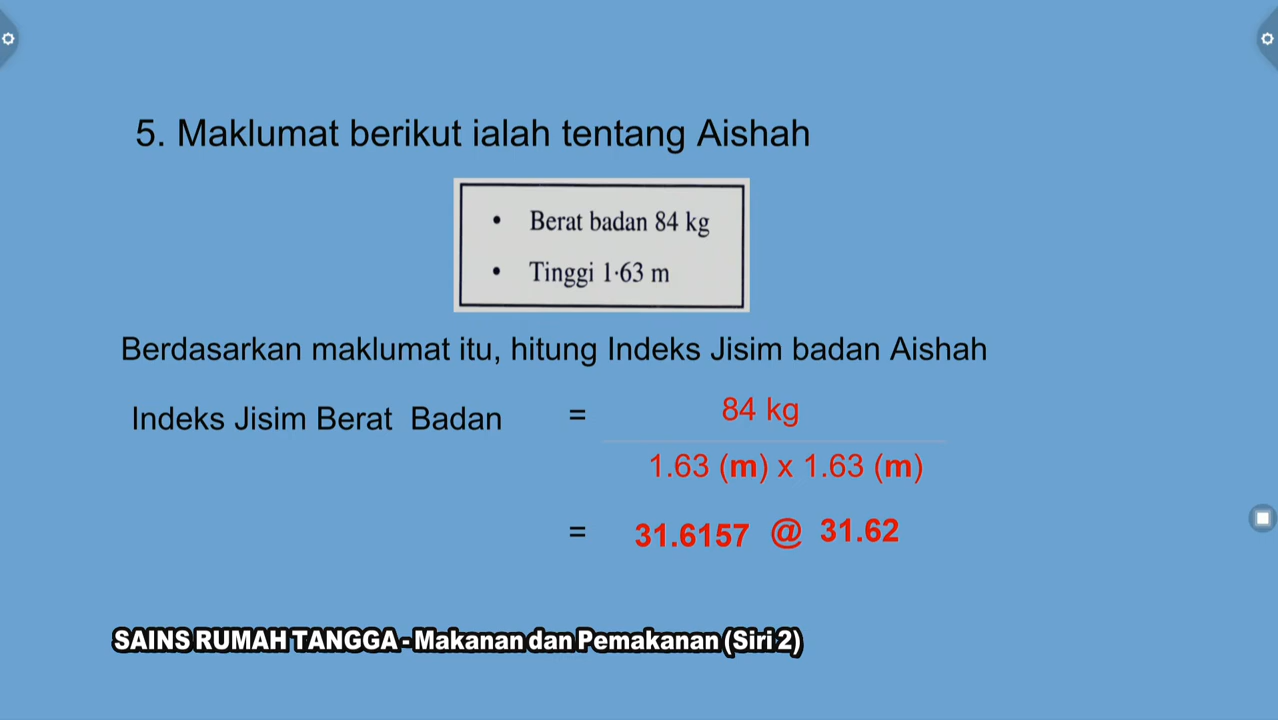 5. Maklumat berikut ialah tentang Aishah
• Berat badan 84 kg
• Tinggi 1·63 m
Berdasarkan maklumat itu, hitung Indeks Jisim badan Aishah
Indeks Jisim Berat Badan = 84 kg
1.63 (m) x 1.63 (m)
= 31.6157 @ 31.62
SAINS RUMAH TANGGA - Makanan dan Pemakanan (Siri 2)